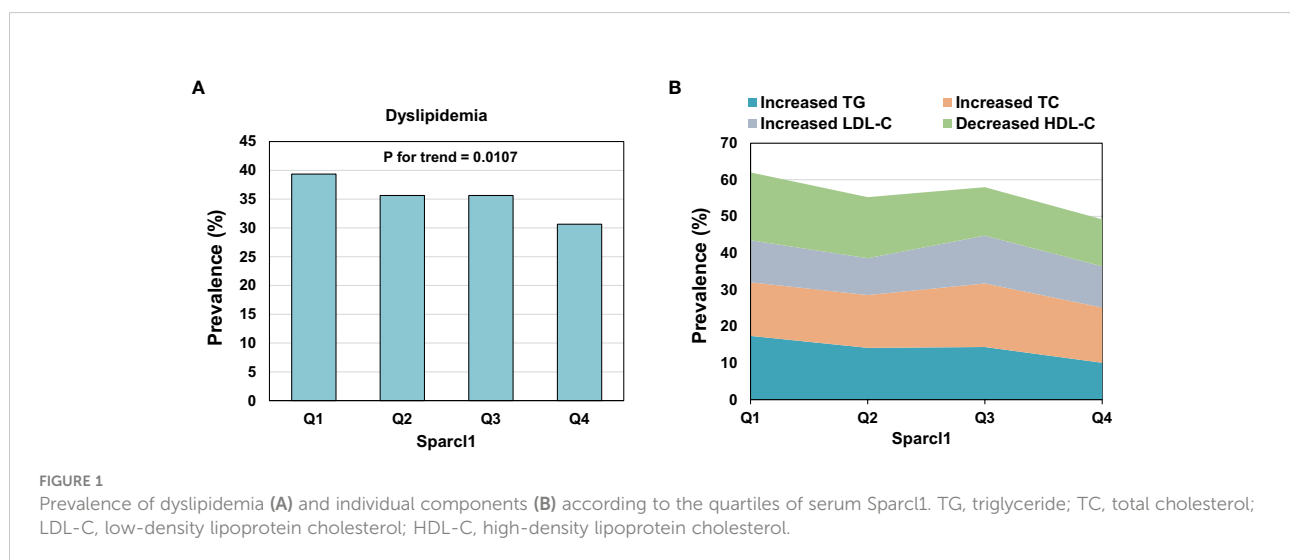 A
Dyslipidemia
P for trend = 0.0107
45
40
35
30
25
20
15
10
5
0
Prevalence (%)
Q1 Q2 Q3 Q4
Sparcl1
B
Increased TG Increased TC
Increased LDL-C Decreased HDL-C
70
60
50
40
30
20
10
0
Prevalence (%)
Q1 Q2 Q3 Q4
Sparcl1
FIGURE 1
Prevalence of dyslipidemia (A) and individual components (B) according to the quartiles of serum Sparcl1. TG, triglyceride; TC, total cholesterol;
LDL-C, low-density lipoprotein cholesterol; HDL-C, high-density lipoprotein cholesterol.